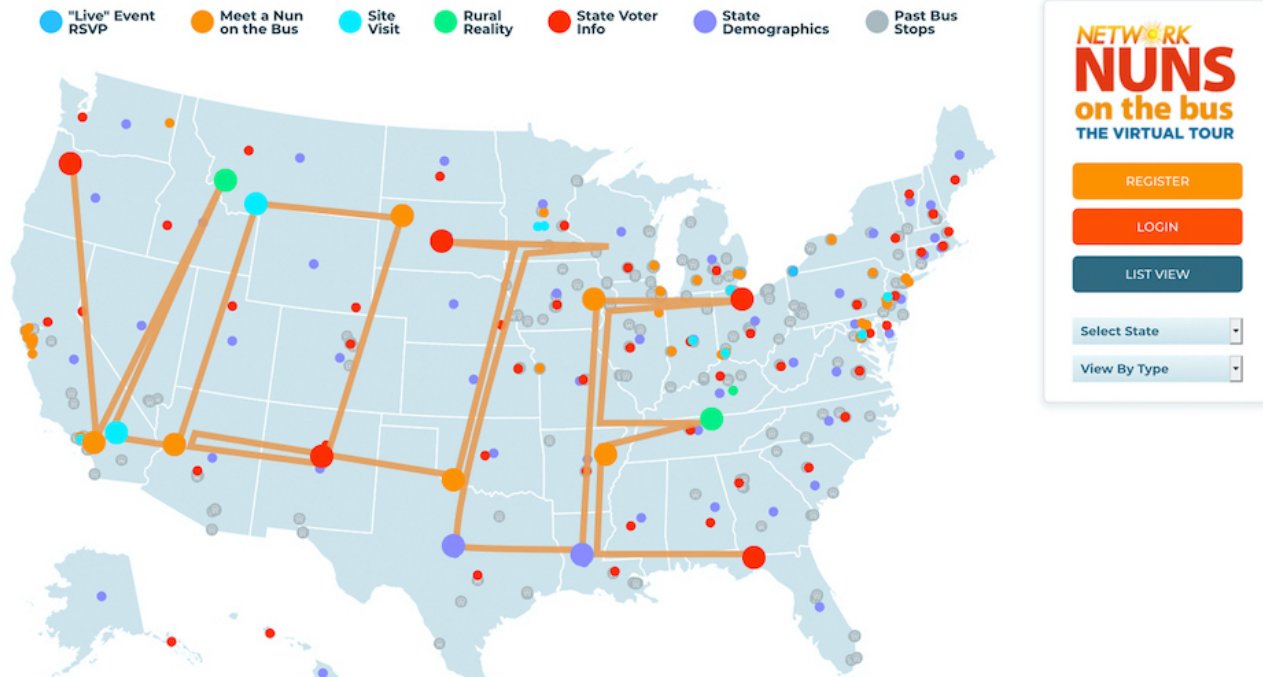 "Live" Event
RSVP
Meet a Nun
on the Bus
Site
Visit
Rural
Reality
State Voter
Info
State
Demographics
Past Bus
Stops
NETWORK
NUNS
on the bus
THE VIRTUAL TOUR
REGISTER
LOGIN
LIST VIEW
Select State
View By Type